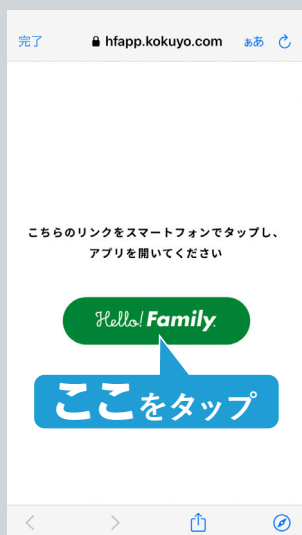 完了 hfapp.kokuyo.com ぁあ
こちらのリンクをスマートフォンでタップし、
アプリを開いてください
Hello! Family.
ここをタップ